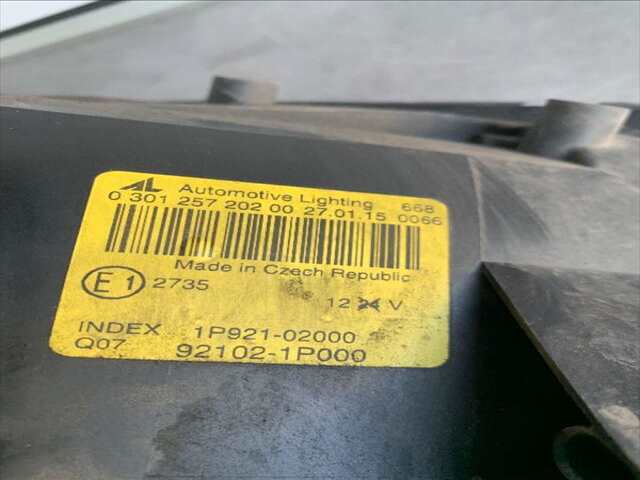 AL Automotive Lighting 668
0 301 257 202 00 27.01.15 0066
Made in Czech Republic
E1 2735
12 24 V
INDEX 1P921-02000
Q07 92102-1P000